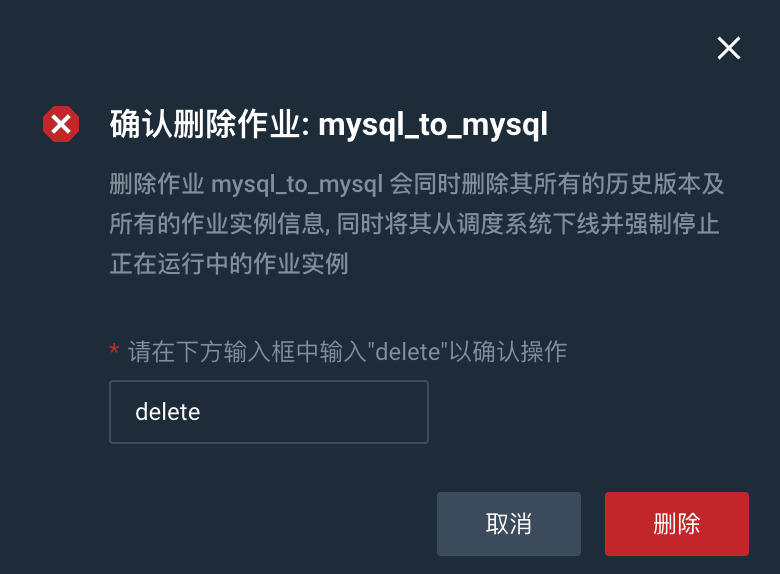 确认删除作业: mysql_to_mysql
删除作业 mysql_to_mysql 会同时删除其所有的历史版本及
所有的作业实例信息, 同时将其从调度系统下线并强制停止
正在运行中的作业实例
* 请在下方输入框中输入"delete"以确认操作
delete
取消 删除